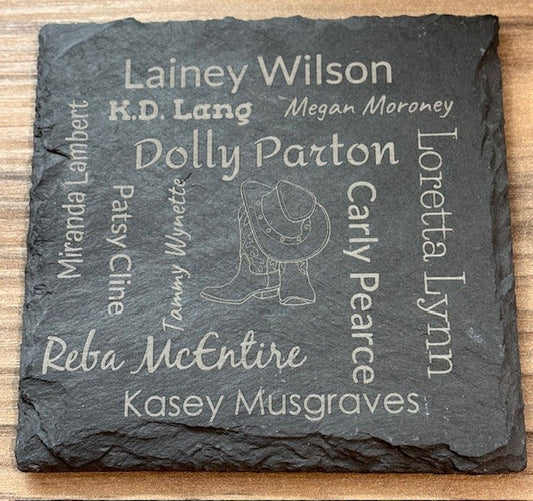 Lainey Wilson
K.D. Lang
Megan Moroney
Dolly Parton
Miranda Lambert
Patsy Cline
Tammy Wynette
Carly Pearce
Loretta Lynn
Reba McEntire
Kasey Musgraves